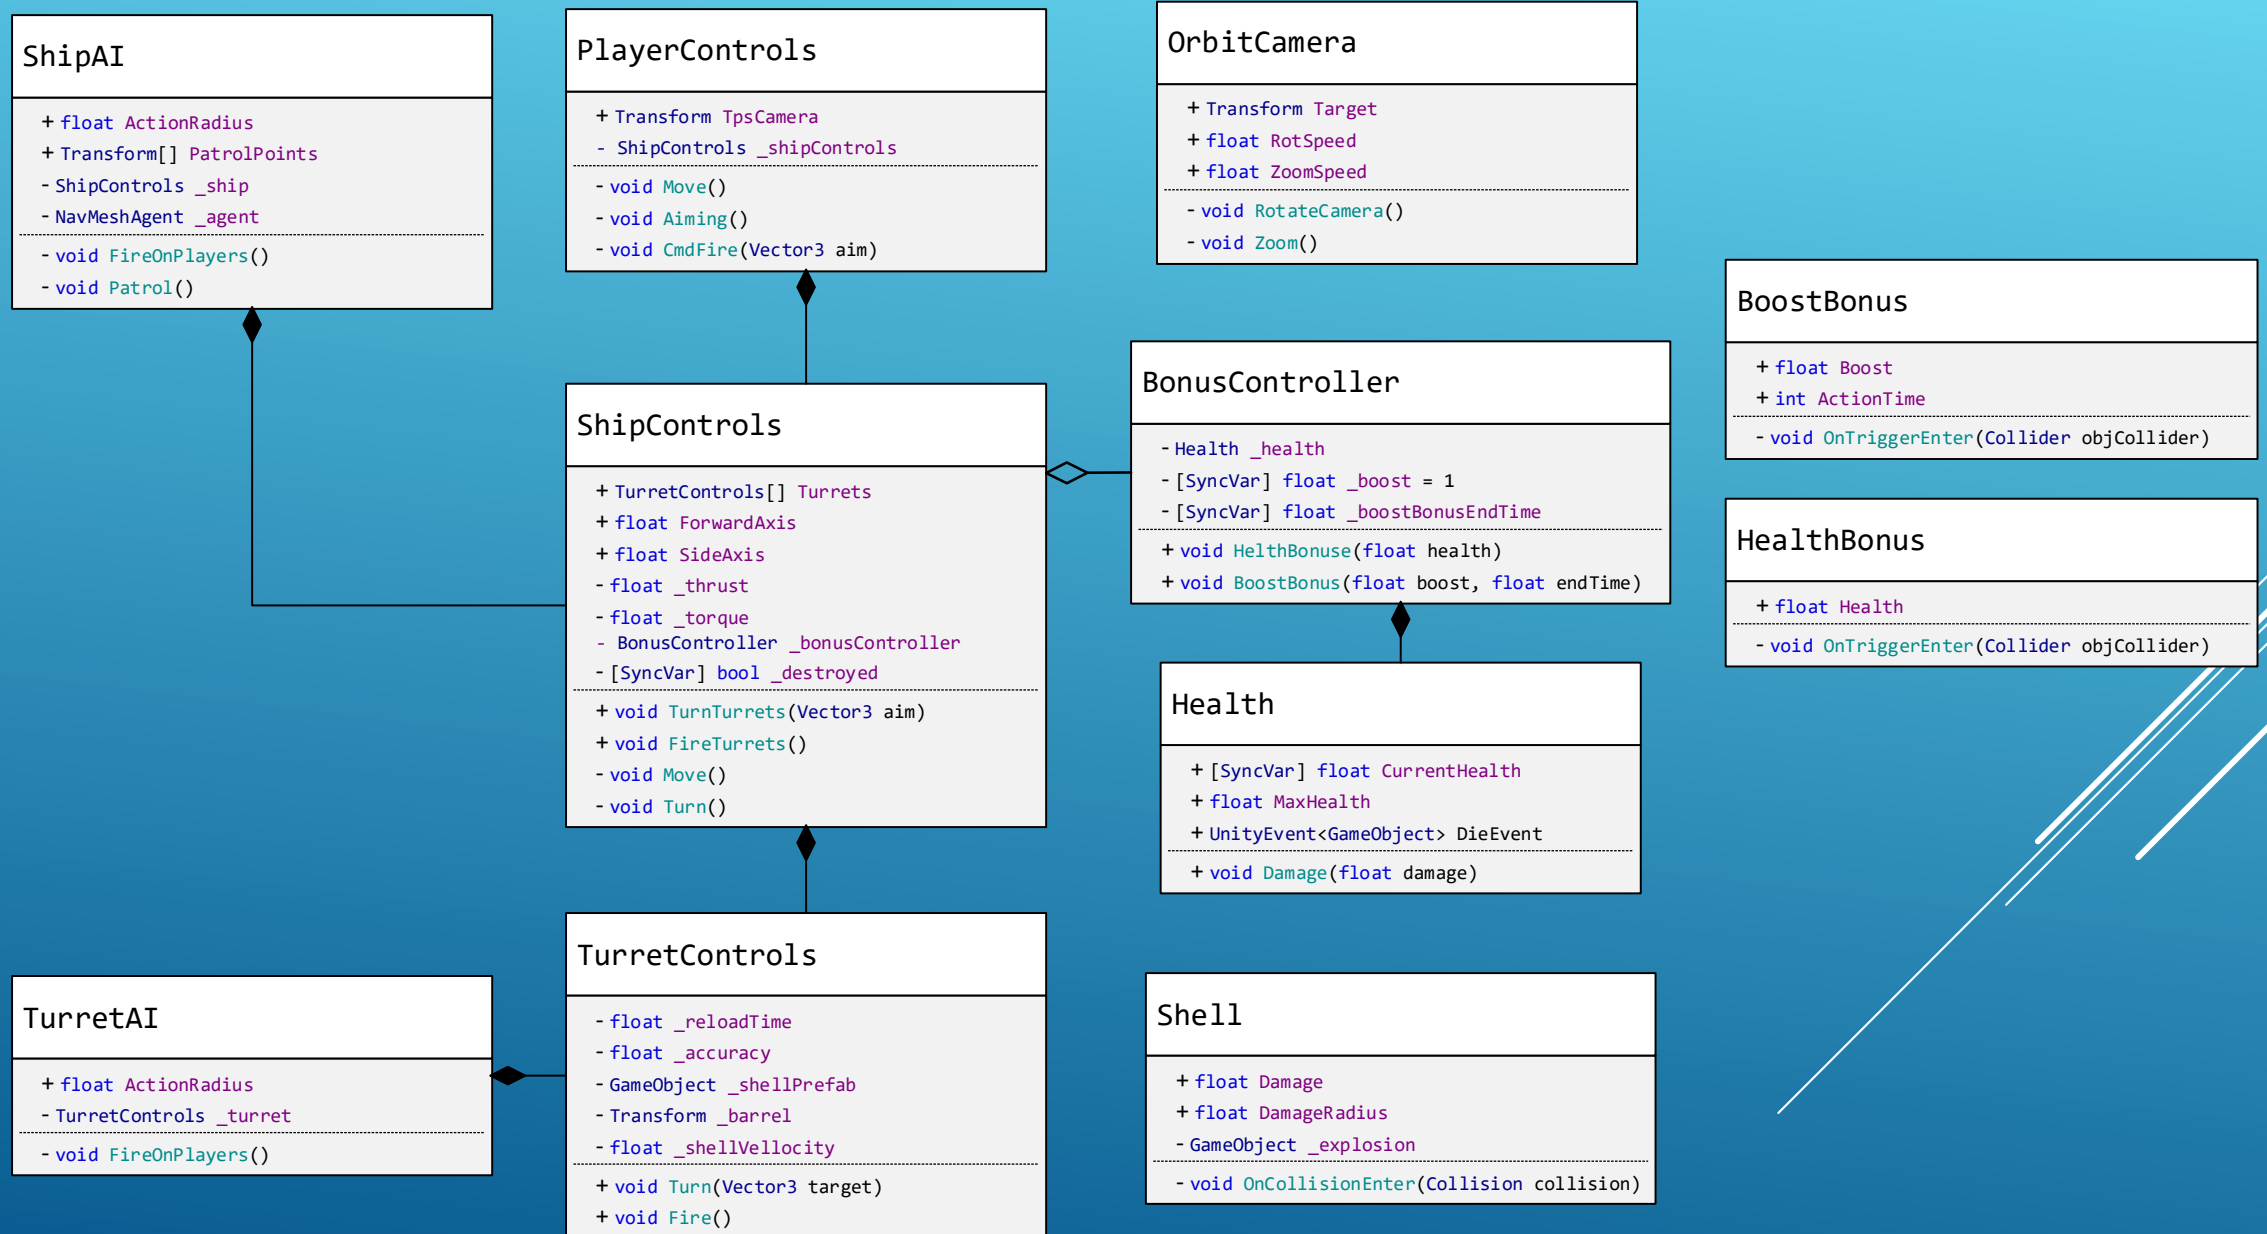 ShipAI
+ float ActionRadius
+ Transform[] PatrolPoints
- ShipControls _ship
- NavMeshAgent _agent
- void FireOnPlayers()
- void Patrol()
PlayerControls
+ Transform TpsCamera
- ShipControls _shipControls
- void Move()
- void Aiming()
- void CmdFire(Vector3 aim)
OrbitCamera
+ Transform Target
+ float RotSpeed
+ float ZoomSpeed
- void RotateCamera()
- void Zoom()
BoostBonus
+ float Boost
+ int ActionTime
- void OnTriggerEnter(Collider objCollider)
ShipControls
+ TurretControls[] Turrets
+ float ForwardAxis
+ float SideAxis
- float _thrust
- float _torque
- BonusController _bonusController
- [SyncVar] bool _destroyed
+ void TurnTurrets(Vector3 aim)
+ void FireTurrets()
- void Move()
- void Turn()
BonusController
- Health _health
- [SyncVar] float _boost = 1
- [SyncVar] float _boostBonusEndTime
+ void HelthBonuse(float health)
+ void BoostBonus(float boost, float endTime)
HealthBonus
+ float Health
- void OnTriggerEnter(Collider objCollider)
Health
+ [SyncVar] float CurrentHealth
+ float MaxHealth
+ UnityEvent<GameObject> DieEvent
+ void Damage(float damage)
TurretAI
+ float ActionRadius
- TurretControls _turret
- void FireOnPlayers()
TurretControls
- float _reloadTime
- float _accuracy
- GameObject _shellPrefab
- Transform _barrel
- float _shellVellocity
+ void Turn(Vector3 target)
+ void Fire()
Shell
+ float Damage
+ float DamageRadius
- GameObject _explosion
- void OnCollisionEnter(Collision collision)